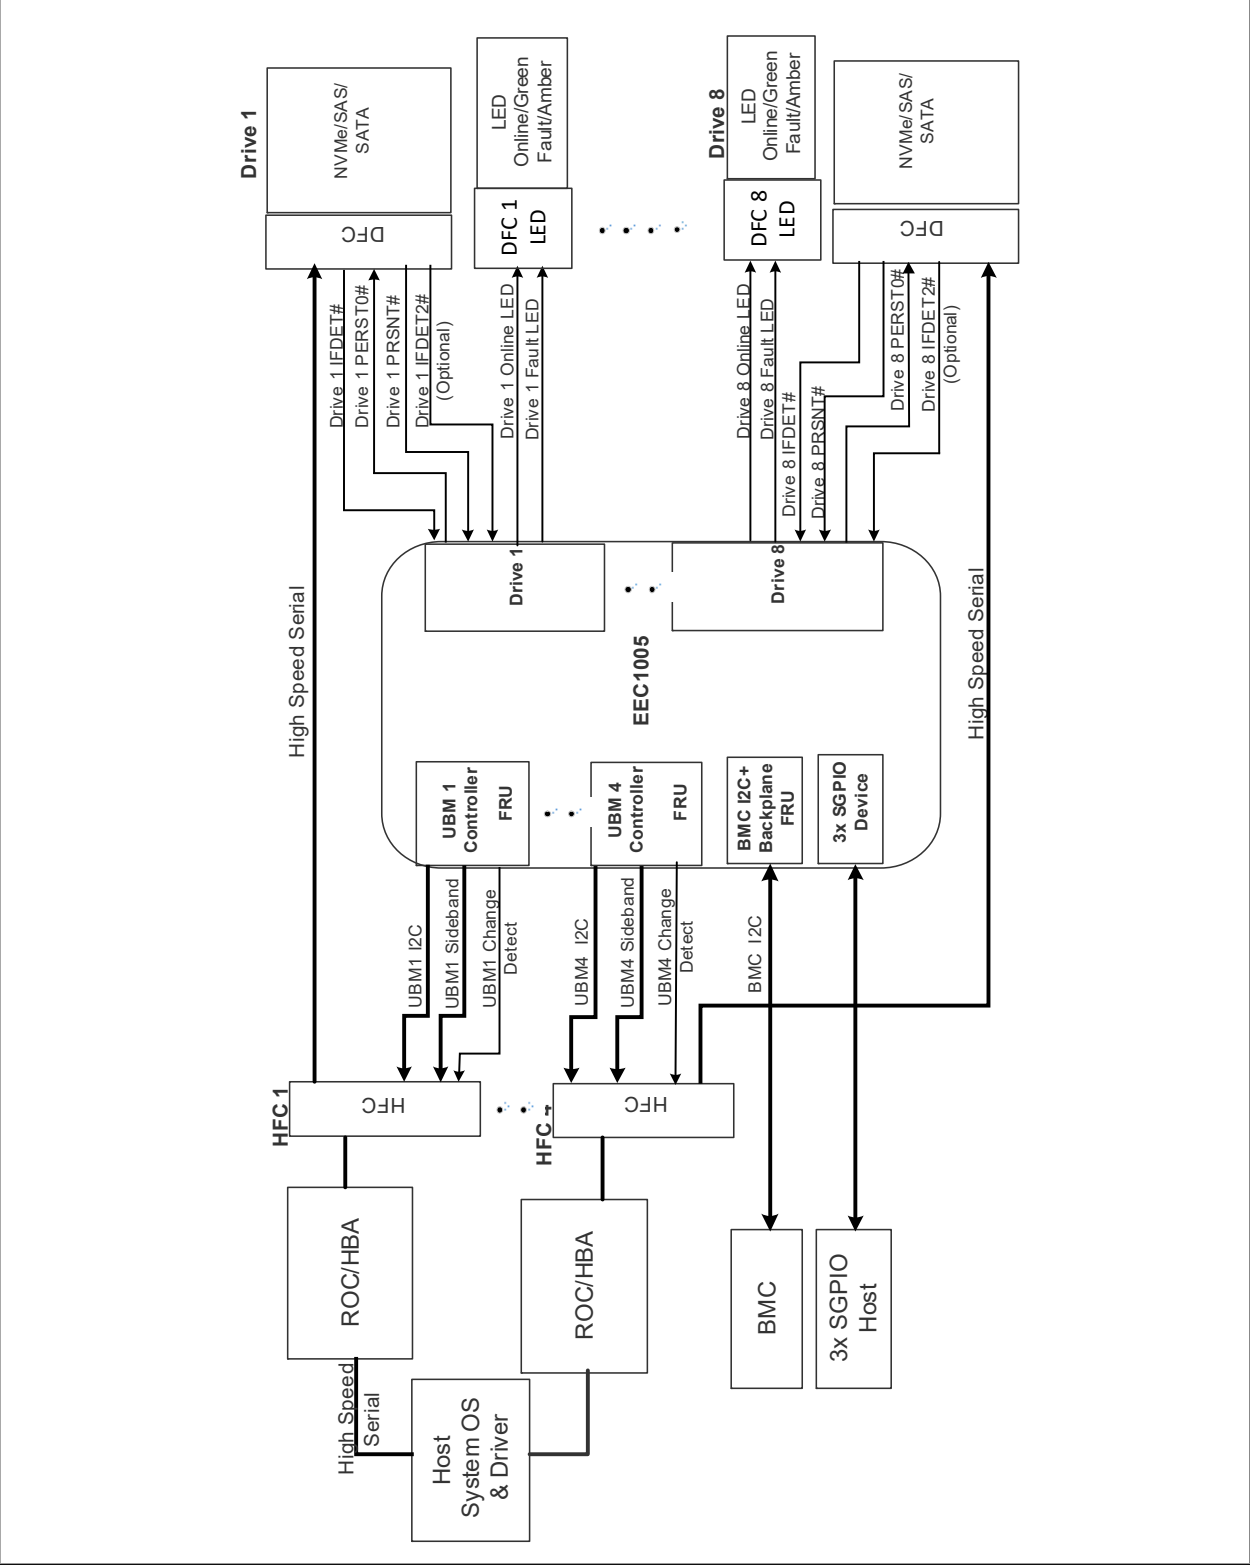 Drive 1
NVMe/SAS/
SATA
DFC
LED
Online/Green
Fault/Amber
DFC 1
LED
Drive 8
LED
Online/Green
Fault/Amber
DFC 8
LED
NVMe/SAS/
SATA
DFC
Drive 1 IFDET#
Drive 1 PERST0#
Drive 1 PRSNT#
Drive 1 IFDET2#
(Optional)
Drive 1 Online LED
Drive 1 Fault LED
Drive 8 Online LED
Drive 8 Fault LED
Drive 8 IFDET#
Drive 8 PRSNT#
Drive 8 PERST0#
Drive 8 IFDET2#
(Optional)
High Speed Serial
Drive 1
Drive 8
EEC1005
High Speed Serial
UBM 1
Controller
FRU
UBM 4
Controller
FRU
BMC I2C+
Backplane
FRU
3x SGPIO
Device
UBM1 I2C
UBM1 Sideband
UBM1 Change
Detect
UBM4 I2C
UBM4 Sideband
UBM4 Change
Detect
BMC I2C
HFC 1
HFC
HFC
HFC
ROC/HBA
ROC/HBA
BMC
3x SGPIO
Host
High Speed
Serial
Host
System OS
& Driver